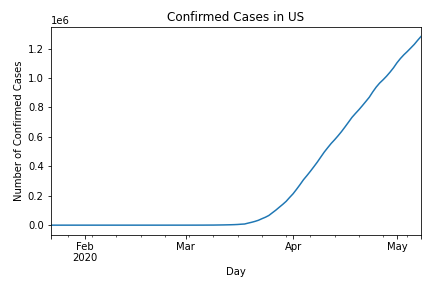 Confirmed Cases in US
1e6
1.2
1.0
0.8
0.6
0.4
0.2
0.0
Number of Confirmed Cases
Feb Mar Apr May
2020
Day